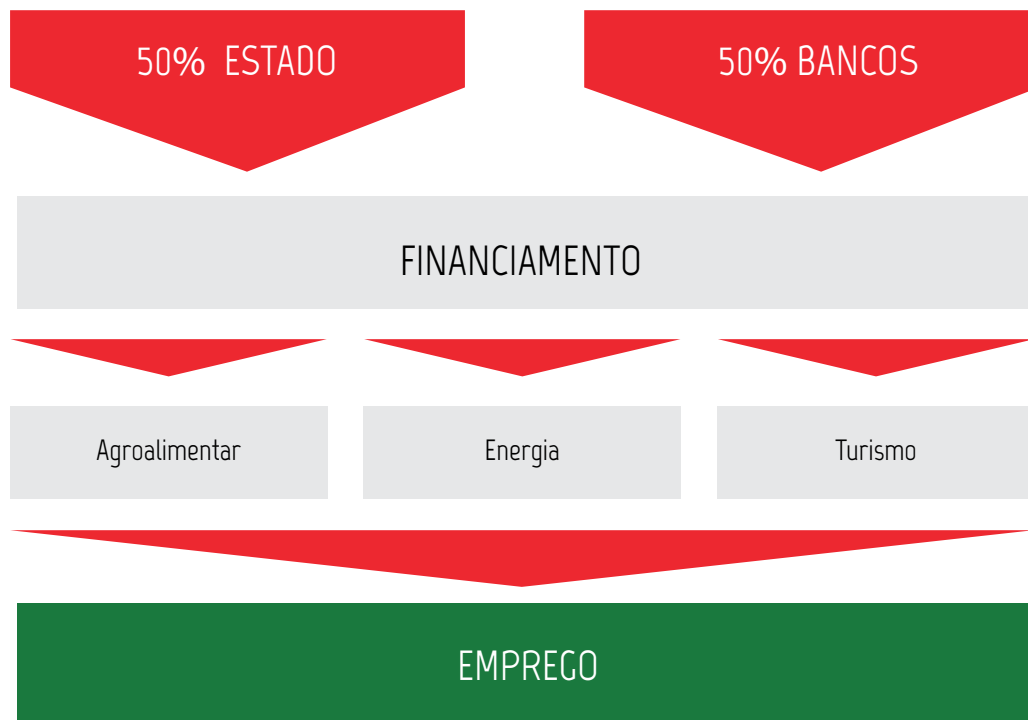 50% ESTADO
50% BANCOS
FINANCIAMENTO
Agroalimentar
Energia
Turismo
EMPREGO